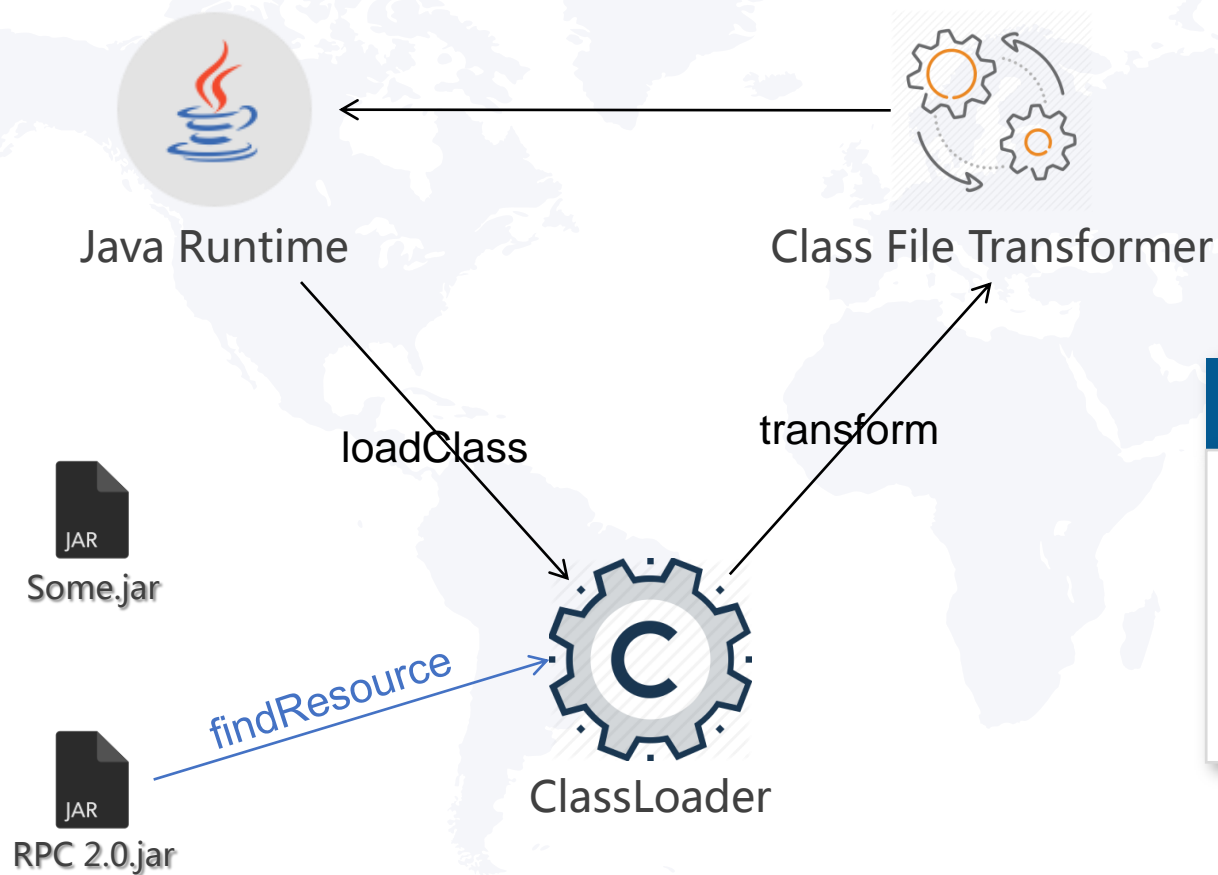 Java Runtime
Class File Transformer
loadClass
transform
JAR
Some.jar
findResource
ClassLoader
JAR
RPC 2.0.jar